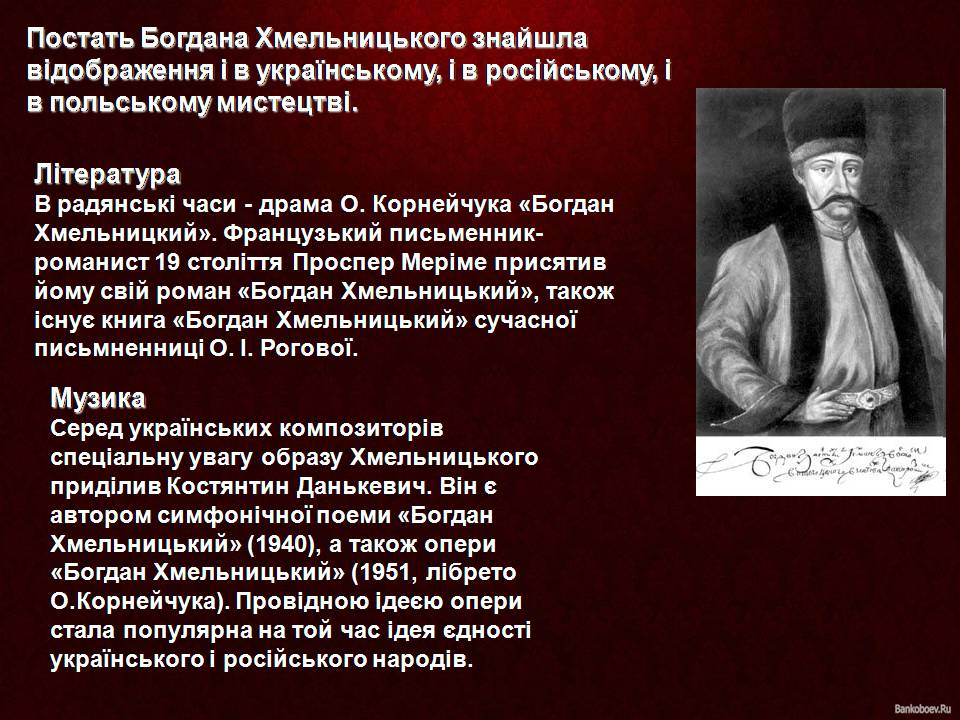 Постать Богдана Хмельницького знайшла
відображення і в українському, і в російському, і
в польському мистецтві.
Література
В радянські часи - драма О. Корнейчука «Богдан
Хмельницкий». Французький письменник-
романист 19 століття Проспер Меріме присятив
йому свій роман «Богдан Хмельницький», також
існує книга «Богдан Хмельницький» сучасної
письмненниці О. І. Рогової.
Музика
Серед українських композиторів
спеціальну увагу образу Хмельницького
приділив Костянтин Данькевич. Він є
автором симфонічної поеми «Богдан
Хмельницький» (1940), а також опери
«Богдан Хмельницький» (1951, лібрето
О.Корнейчука). Провідною ідеєю опери
стала популярна на той час ідея єдності
українського і російського народів.
Bankoboev.Ru